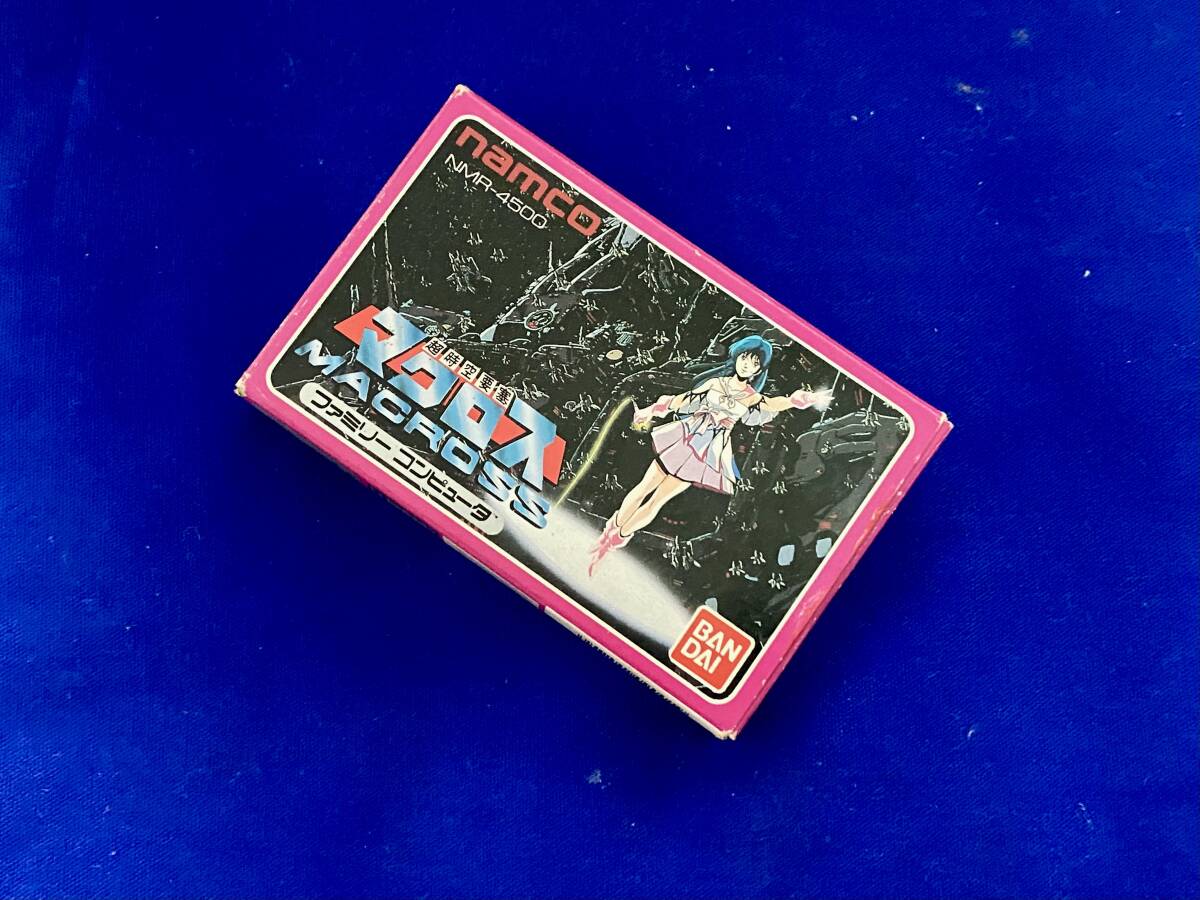 namco
NMR-4500
超時空要塞
マクロス
MACROSS
ファミリーコンピュータ
BAN
DAI